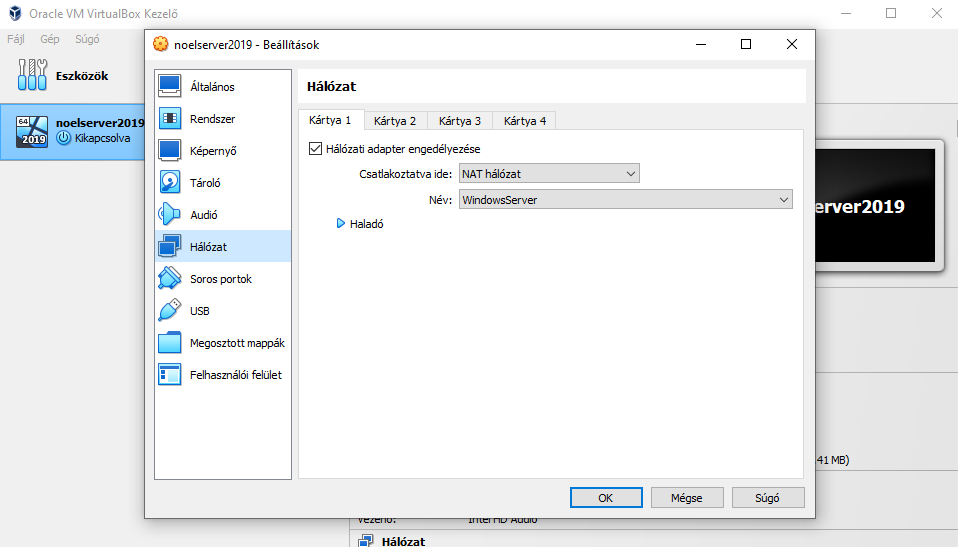 Oracle VM VirtualBox Kezelő
Fájl Gép Súgó
Eszközök
64
2019
noelserver2019
Kikapcsolva
noelserver2019 - Beállítások
Általános
Rendszer
Képernyő
Tároló
Audió
Hálózat
Soros portok
USB
Megosztott mappák
Felhasználói felület
Hálózat
Kártya 1 Kártya 2 Kártya 3 Kártya 4
Hálózati adapter engedélyezése
Csatlakoztatva ide: NAT hálózat
Név: WindowsServer
Haladó
OK Mégse Súgó
erver2019
41 MB)
Vezérlő: Intel HD Audio
Hálózat